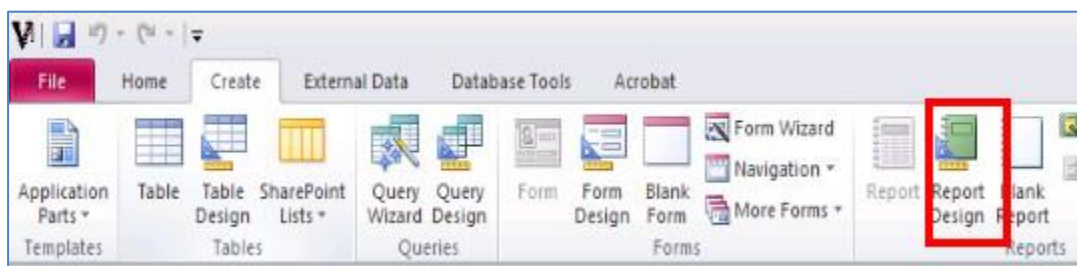 File Home Create External Data Database Tools Acrobat
Application Parts
Table
Table Design
SharePoint Lists
Query Wizard
Query Design
Form
Form Design
Blank Form
Form Wizard
Navigation
More Forms
Report
Report Design
Blank Report
Templates Tables Queries Forms Reports